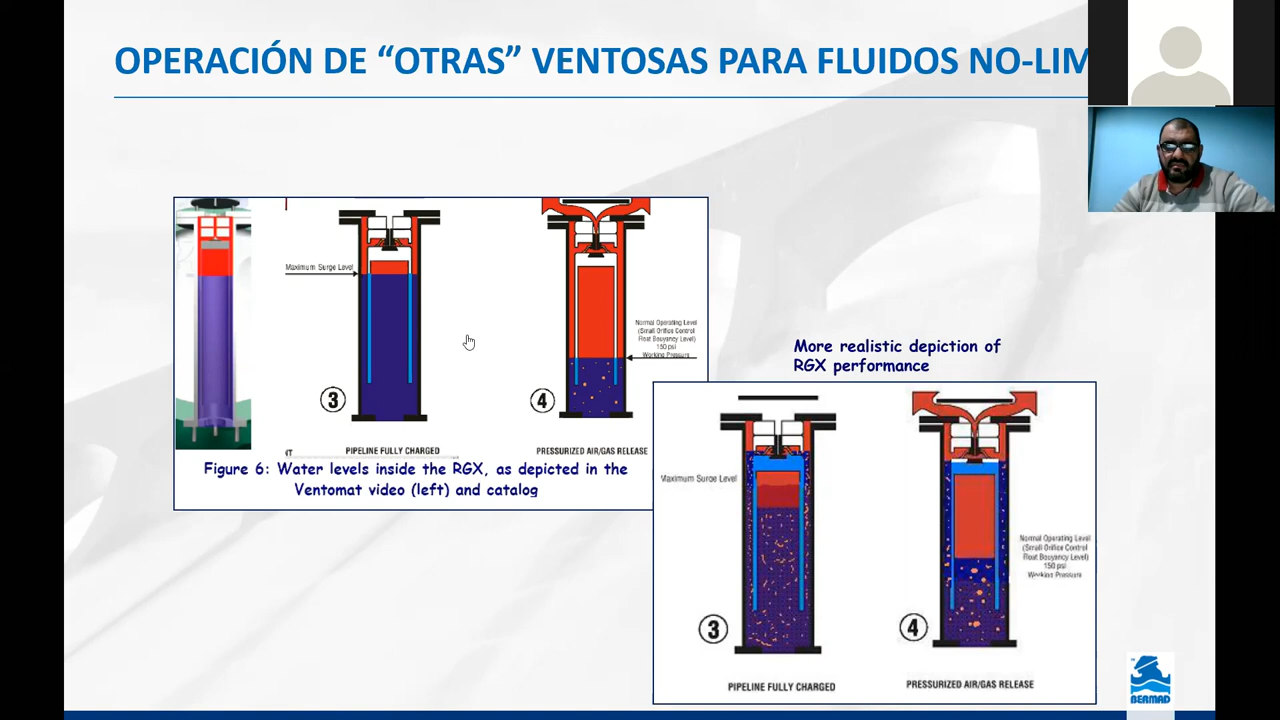 OPERACIÓN DE “OTRAS” VENTOSAS PARA FLUIDOS NO-LIM
Maximum Surge Level
Normal Operating Level
(Small Orifice Control
Float Bouyancy Level)
150 psi
Working Pressure
3
4
PIPELINE FULLY CHARGED
PRESSURIZED AIR/GAS RELEASE
Figure 6: Water levels inside the RGX, as depicted in the
Ventomat video (left) and catalog
More realistic depiction of
RGX performance
Maximum Surge Level
Normal Operating Level
(Small Orifice Control
Float Bouyancy Level)
150 psi
Working Pressure
3
4
PIPELINE FULLY CHARGED
PRESSURIZED AIR/GAS RELEASE
BERMAD